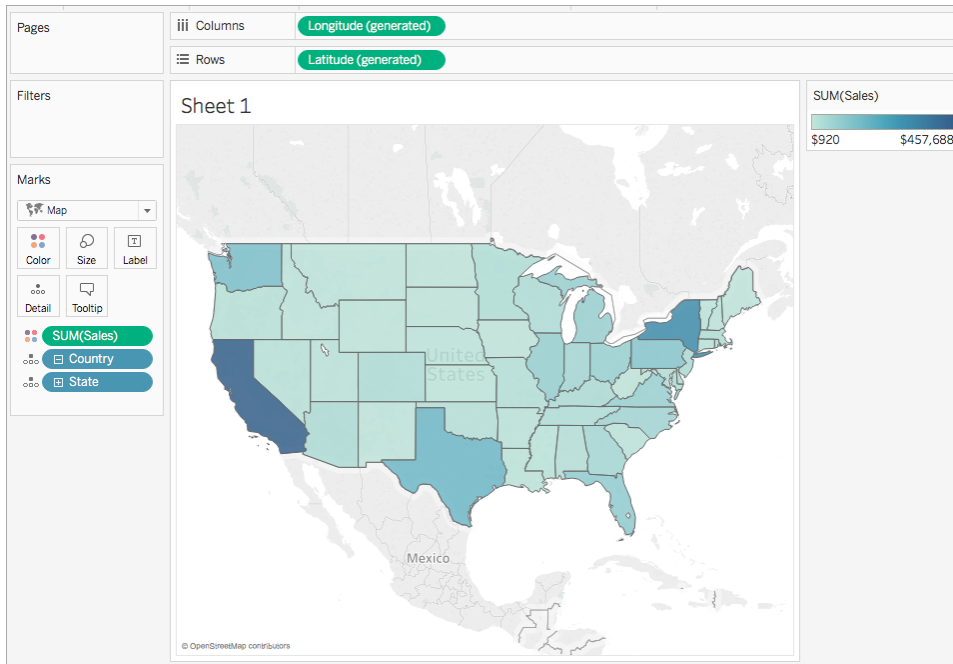 Pages
Columns
Longitude (generated)
Rows
Latitude (generated)
Filters
Marks
Map
Color
Size
Label
Detail
Tooltip
SUM(Sales)
Country
State
Sheet 1
United
States
Mexico
© OpenStreetMap contributors
SUM(Sales)
$920 $457,688